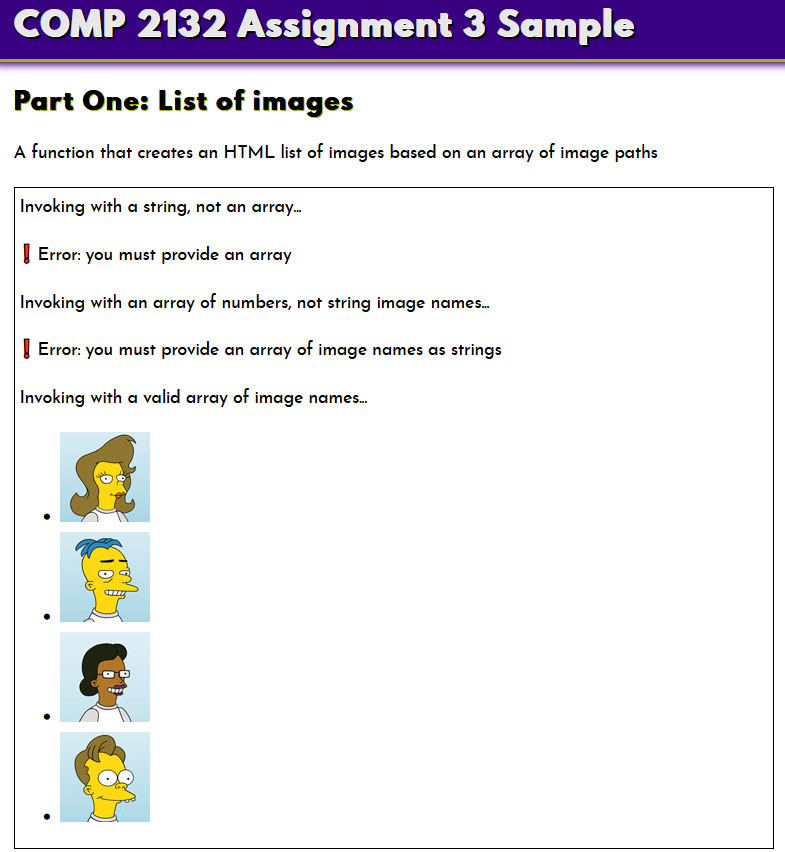 COMP 2132 Assignment 3 Sample
Part One: List of images
A function that creates an HTML list of images based on an array of image paths
Invoking with a string, not an array...
❗ Error: you must provide an array
Invoking with an array of numbers, not string image names...
❗ Error: you must provide an array of image names as strings
Invoking with a valid array of image names...